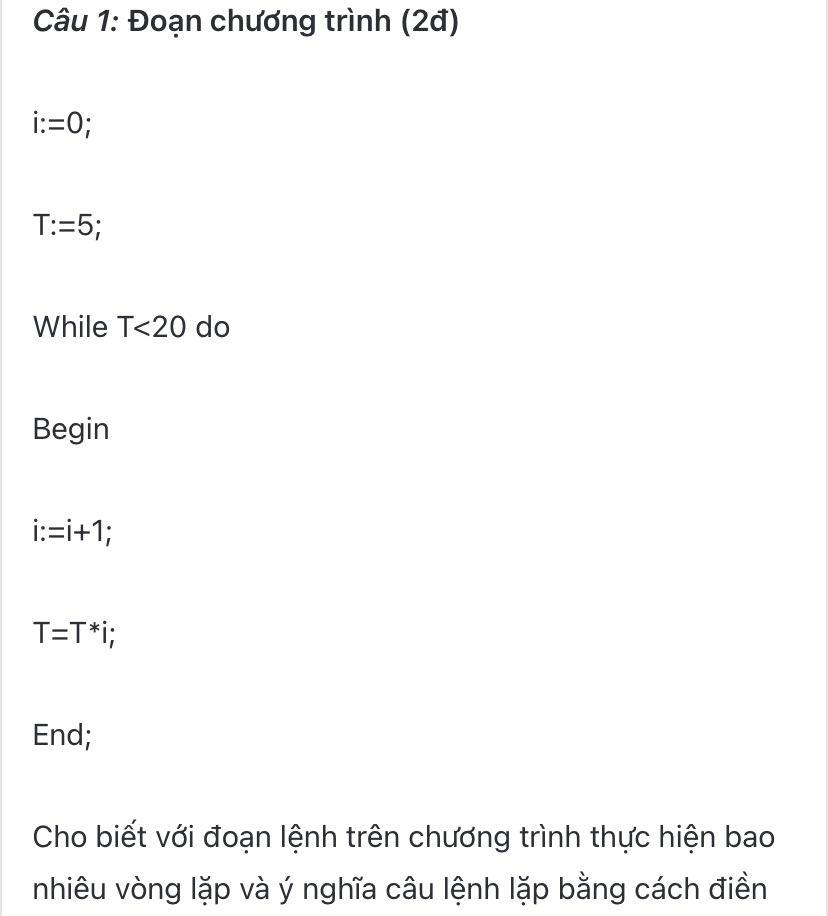 Câu 1: Đoạn chương trình (2đ)
i:=0;
T:=5;
While T<20 do
Begin
i:=i+1;
T=T*i;
End;
Cho biết với đoạn lệnh trên chương trình thực hiện bao
nhiêu vòng lặp và ý nghĩa câu lệnh lặp bằng cách điền